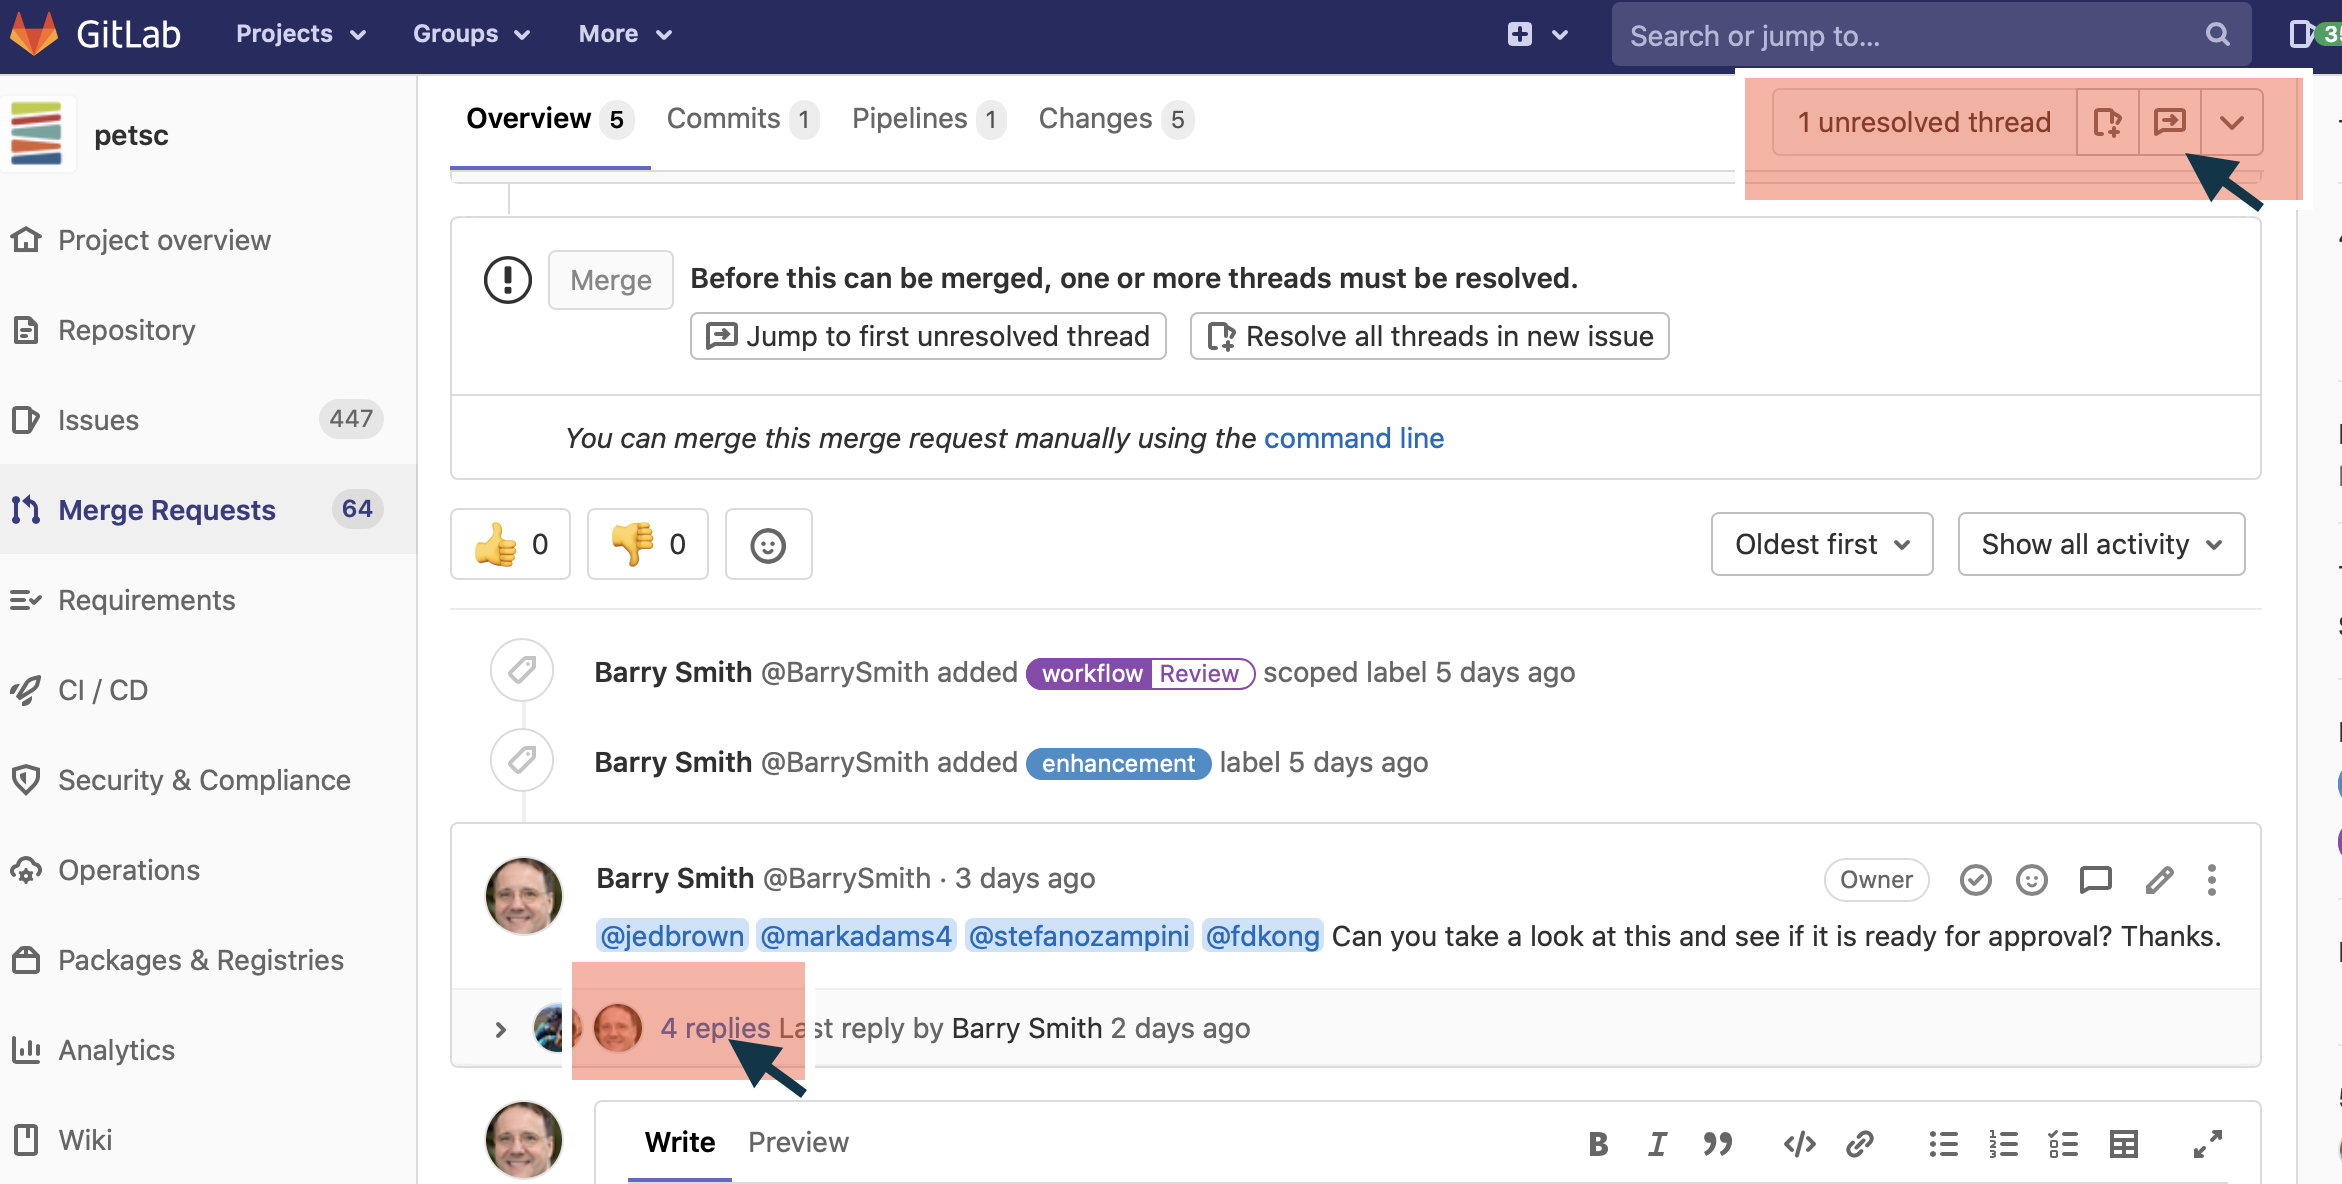 GitLab Projects Groups More Search or jump to...
petsc
Overview 5 Commits 1 Pipelines 1 Changes 5 1 unresolved thread
Project overview
Repository
Issues 447
Merge Requests 64
Requirements
CI / CD
Security & Compliance
Operations
Packages & Registries
Analytics
Wiki
Merge Before this can be merged, one or more threads must be resolved.
Jump to first unresolved thread Resolve all threads in new issue
You can merge this merge request manually using the command line
0 0 Oldest first Show all activity
Barry Smith @BarrySmith added workflow Review scoped label 5 days ago
Barry Smith @BarrySmith added enhancement label 5 days ago
Barry Smith @BarrySmith · 3 days ago Owner
@jedbrown @markadams4 @stefanozampini @fdkong Can you take a look at this and see if it is ready for approval? Thanks.
4 replies Last reply by Barry Smith 2 days ago
Write Preview